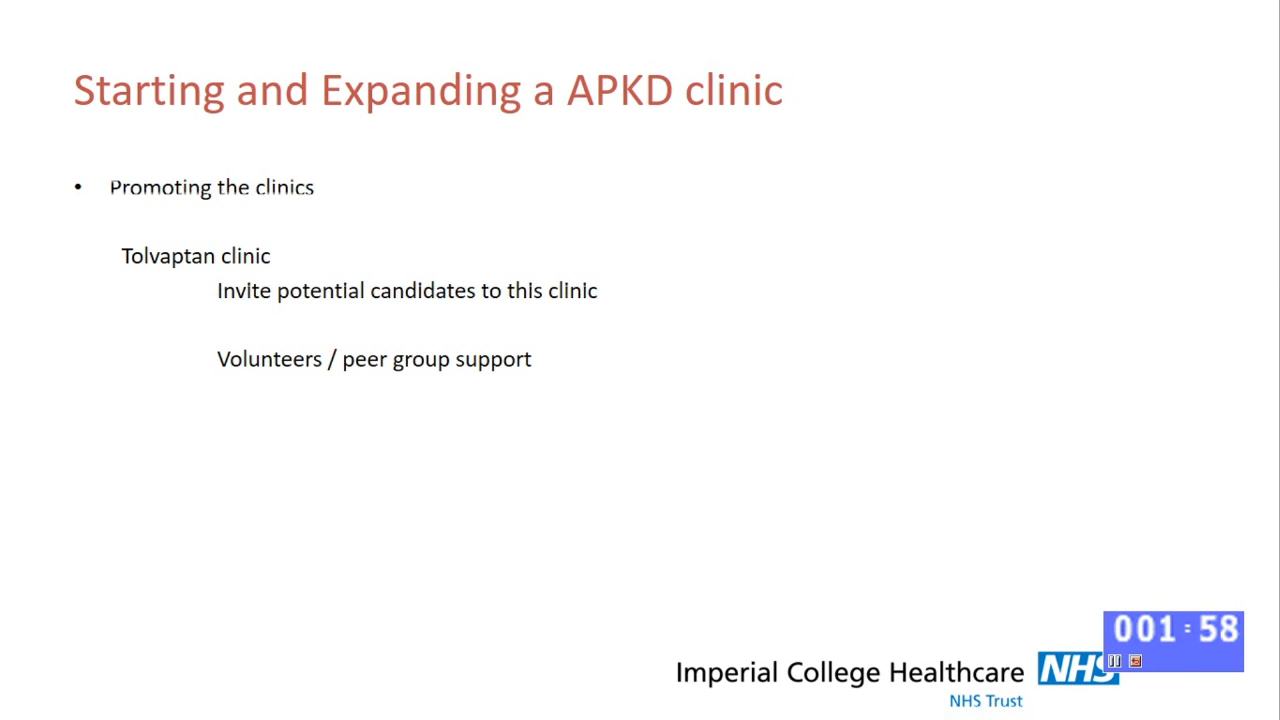 Starting and Expanding a APKD clinic
• Promoting the clinics
Tolvaptan clinic
Invite potential candidates to this clinic
Volunteers / peer group support
001:58
Imperial College Healthcare NHS
NHS Trust